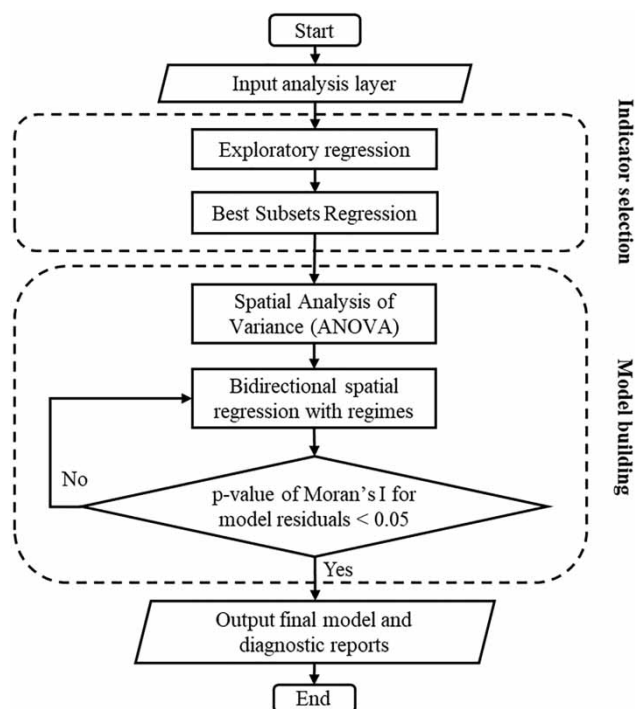 Start
Input analysis layer
Indicator selection
Exploratory regression
Best Subsets Regression
Model building
Spatial Analysis of
Variance (ANOVA)
Bidirectional spatial
regression with regimes
No
p-value of Moran's I for
model residuals < 0.05
Yes
Output final model and
diagnostic reports
End